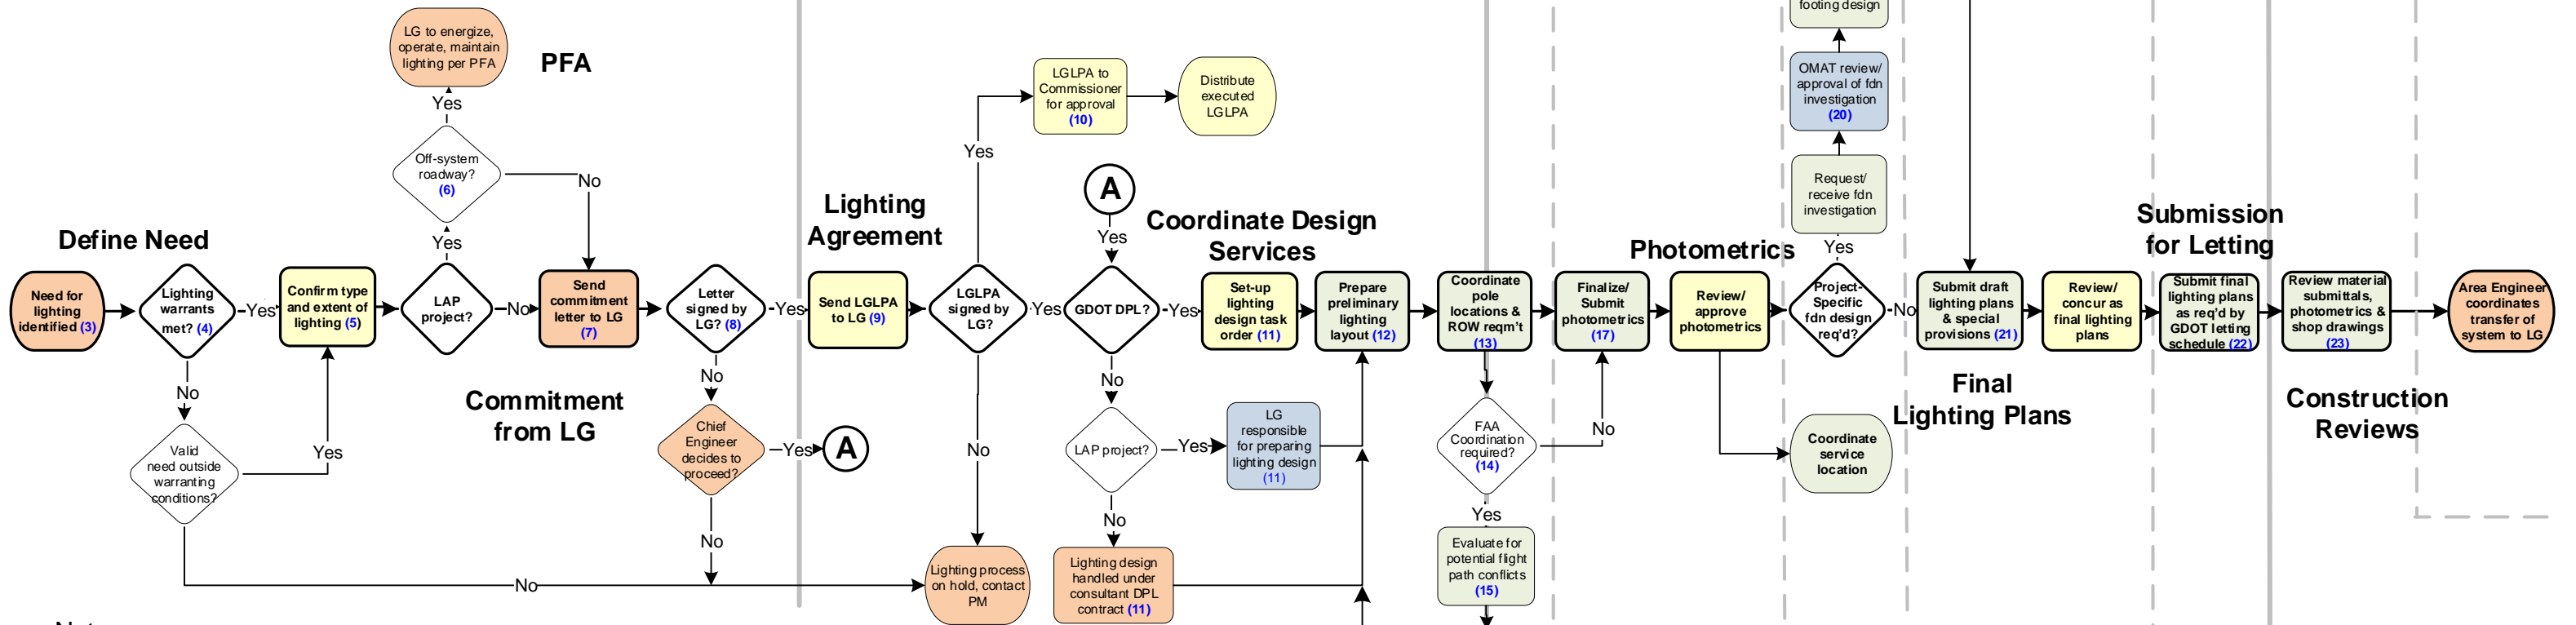 LG to energize,
operate, maintain
lighting per PFA
PFA
Yes
Off-system
roadway?
(6)
No
Yes
Define Need
Need for
lighting
identified (3)
Lighting
warrants
met? (4)
Yes
Confirm type
and extent of
lighting (5)
LAP
project?
No
Send
commitment
letter to LG
(7)
Letter
signed by
LG? (8)
Yes
No
Valid
need outside
warranting
conditions?
Yes
No
Commitment
from LG
No
Chief
Engineer
decides to
proceed?
Yes
A
No
Lighting
Agreement
Send LGLPA
to LG (9)
LGLPA
signed by
LG?
Yes
LGLPA to
Commissioner
for approval
(10)
Distribute
executed
LGLPA
No
Lighting process
on hold, contact
PM
Yes
A
Yes
GDOT DPL?
Yes
No
LAP project?
Yes
LG
responsible
for preparing
lighting design
(11)
No
Lighting design
handled under
consultant DPL
contract (11)
Coordinate Design
Services
Set-up
lighting
design task
order (11)
Prepare
preliminary
lighting
layout (12)
Coordinate
pole
locations &
ROW reqm't
(13)
FAA
Coordination
required?
(14)
No
Yes
Evaluate for
potential flight
path conflicts
(15)
Finalize/
Submit
photometrics
(17)
Photometrics
Review/
approve
photometrics
footing design
OMAT review/
approval of fdn
investigation
(20)
Request/
receive fdn
investigation
Yes
Project-
Specific
fdn design
req'd?
No
Coordinate
service
location
Submit draft
lighting plans
& special
provisions (21)
Final
Lighting Plans
Review/
concur as
final lighting
plans
Submission
for Letting
Submit final
lighting plans
as req'd by
GDOT letting
schedule (22)
Review material
submittals,
photometrics &
shop drawings
(23)
Construction
Reviews
Area Engineer
coordinates
transfer of
system to LG